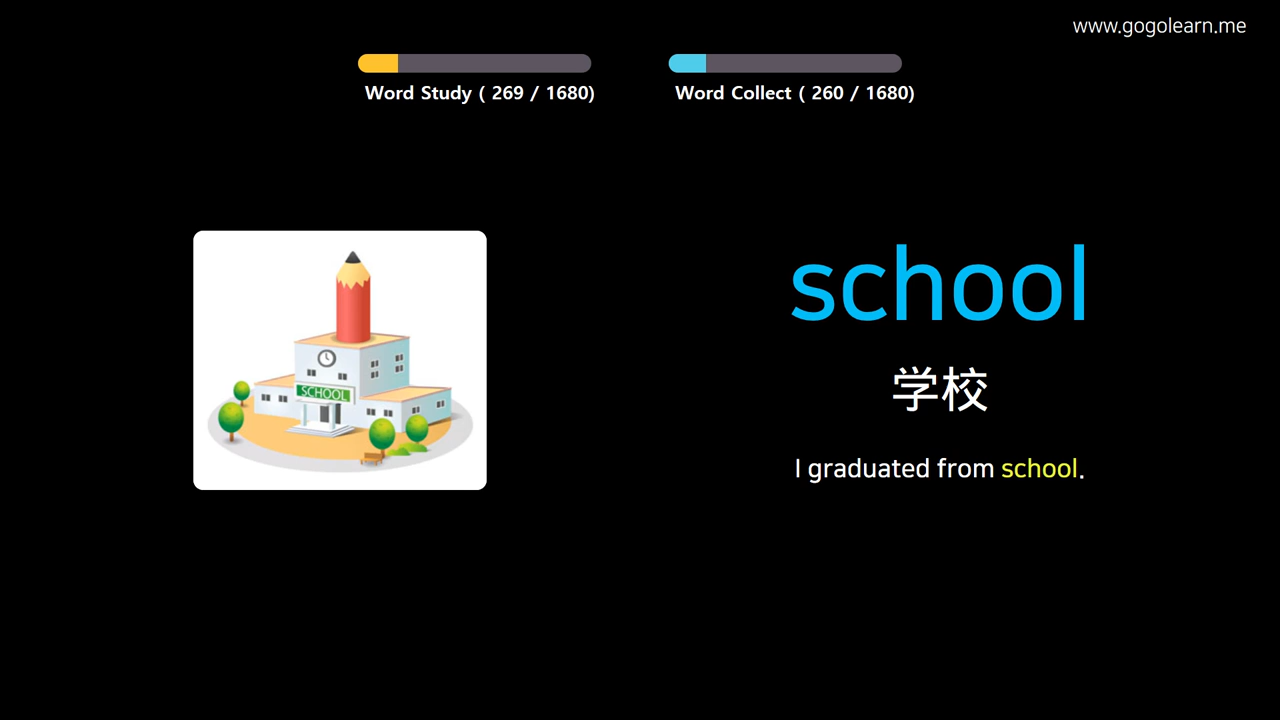 www.gogolearn.me
Word Study ( 269 / 1680)
Word Collect ( 260 / 1680)
SCHOOL
school
学校
I graduated from school.